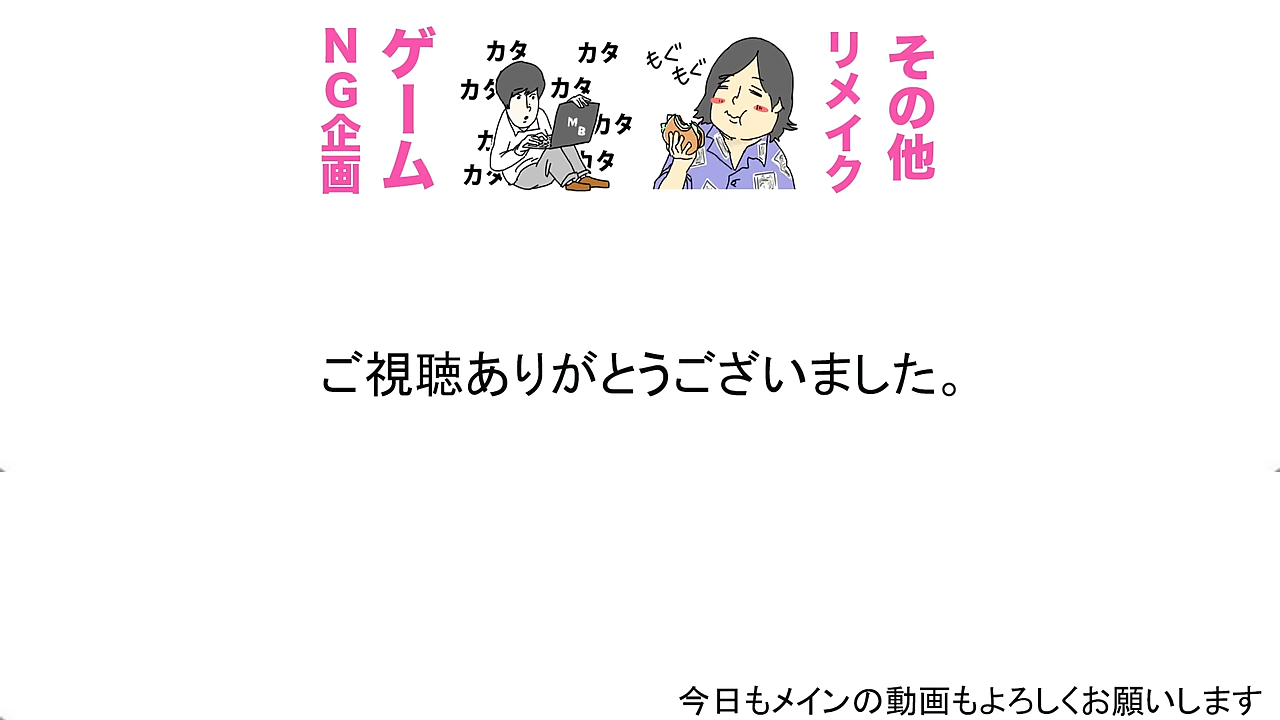 ゲーム
NG企画
カタ
カタ
カタ
カタ
カタ
カタ
カタ
カタ
MB
もぐ
もぐ
その他
リメイク
ご視聴ありがとうございました。
今日もメインの動画もよろしくお願いします